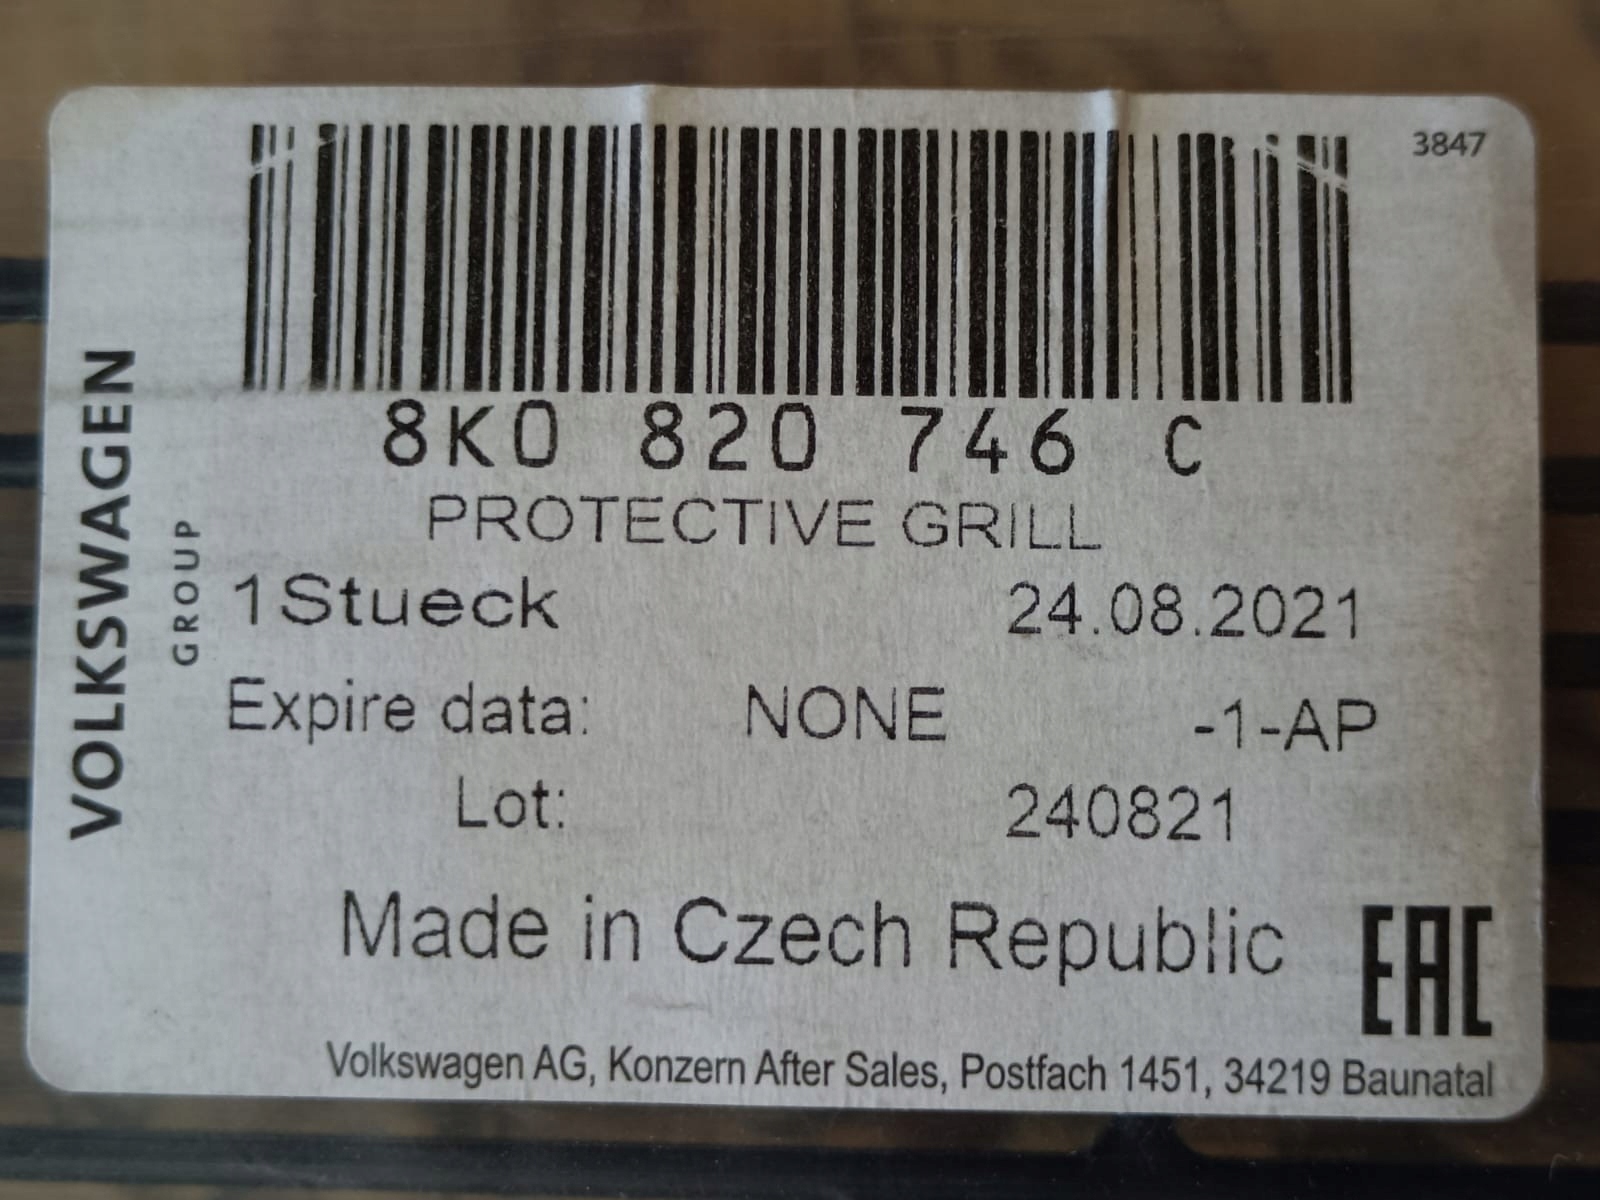 3847
VOLKSWAGEN
GROUP
8K0 820 746 C
PROTECTIVE GRILL
1Stueck 24.08.2021
Expire data: NONE -1-AP
Lot: 240821
Made in Czech Republic
EAC
Volkswagen AG, Konzern After Sales, Postfach 1451, 34219 Baunatal